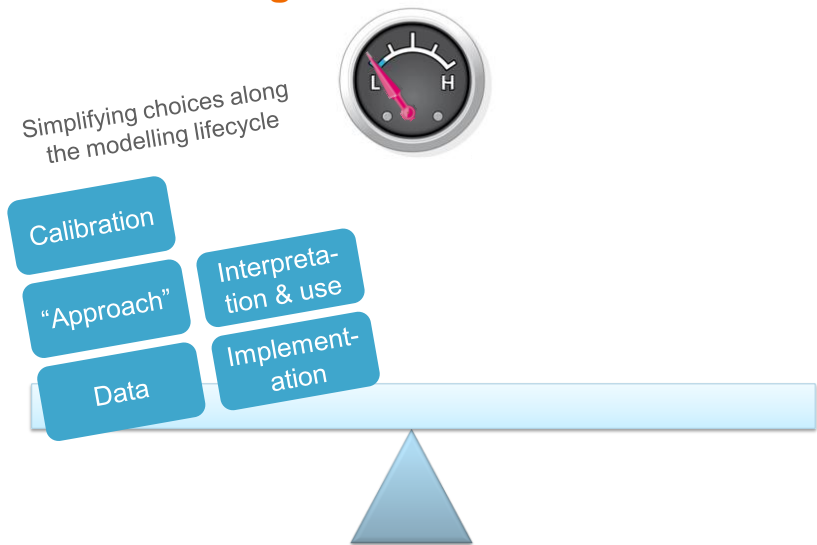 L H
Simplifying choices along
the modelling lifecycle
Calibration
“Approach”
Data
Interpreta-
tion & use
Implement-
ation